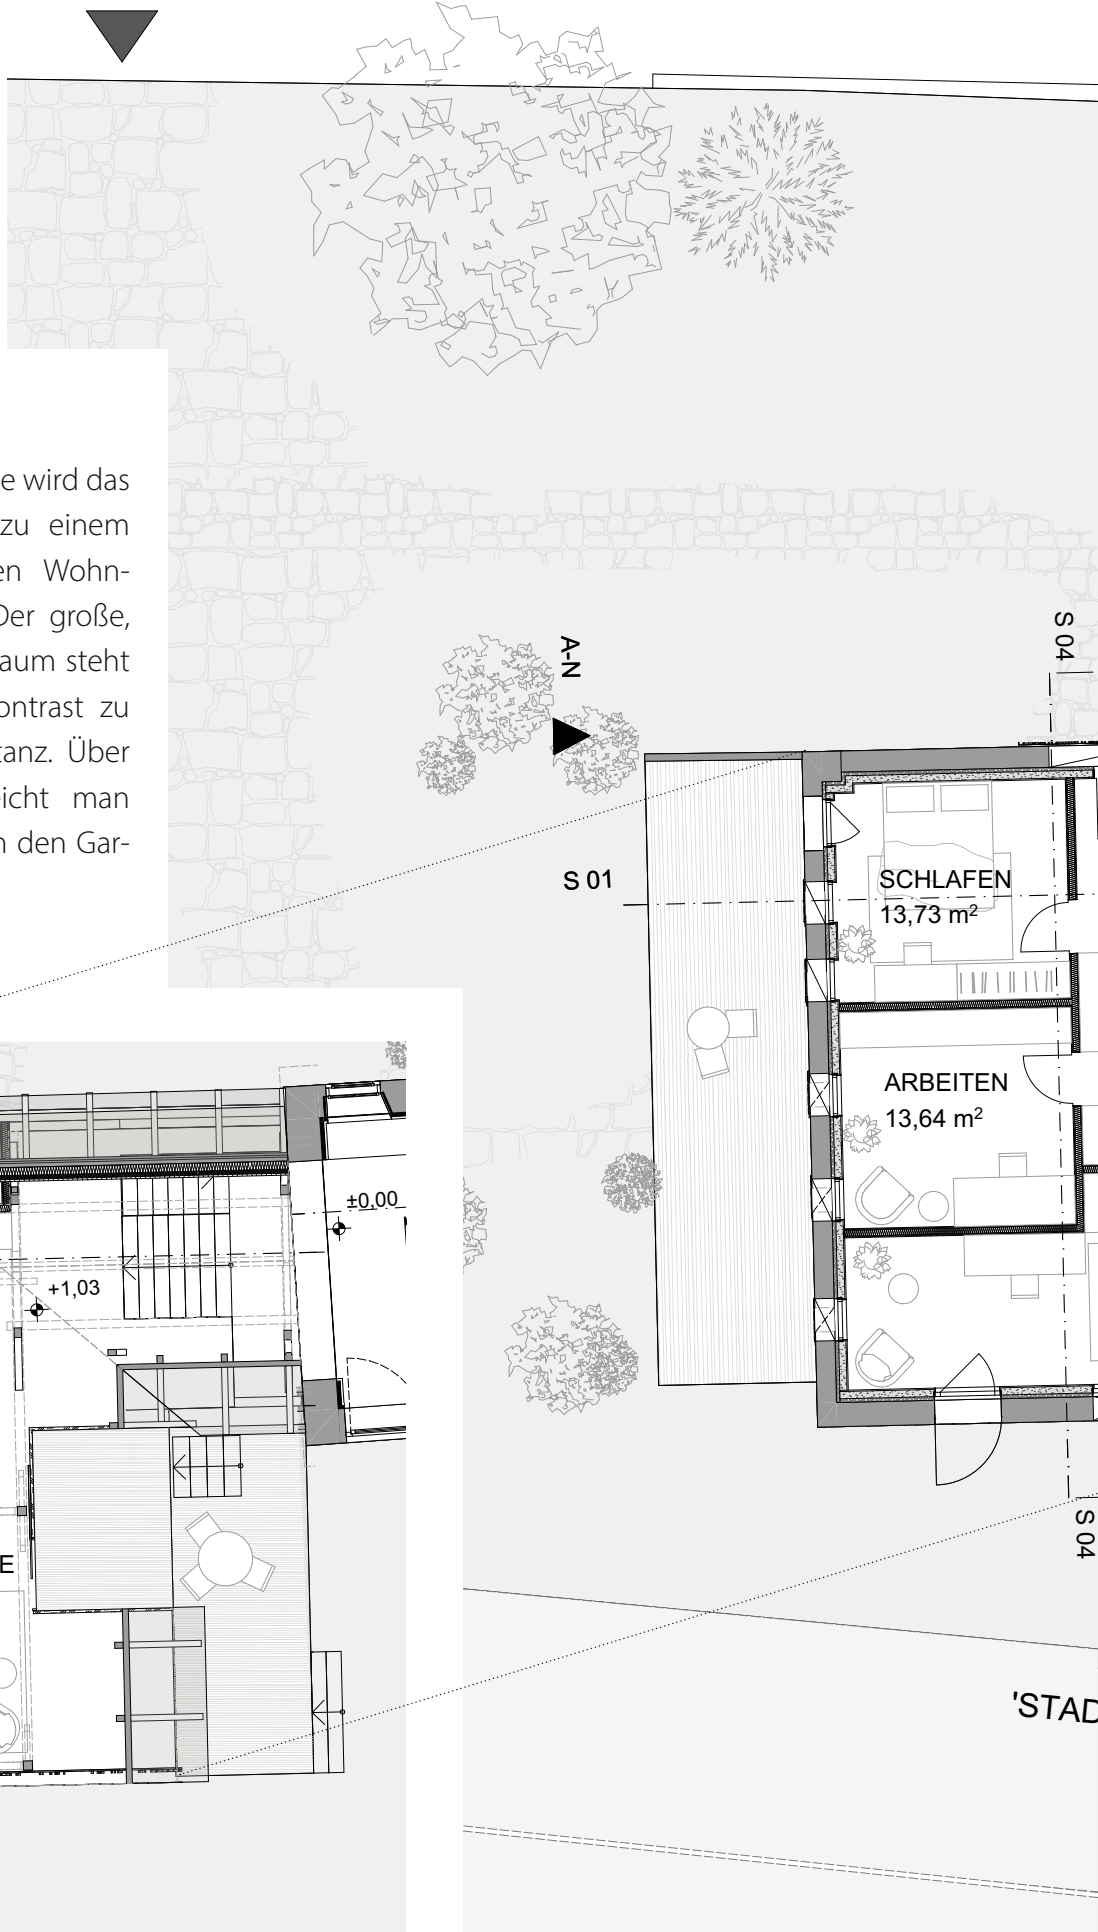 e wird das
zu einem
en Wohn-
Der große,
aum steht
ontrast zu
tanz. Über
eicht man
n den Gar-
A-N
S 04
S 01
SCHLAFEN
13,73 m²
ARBEITEN
13,64 m²
±0,00
+1,03
E
S 04
'STAD